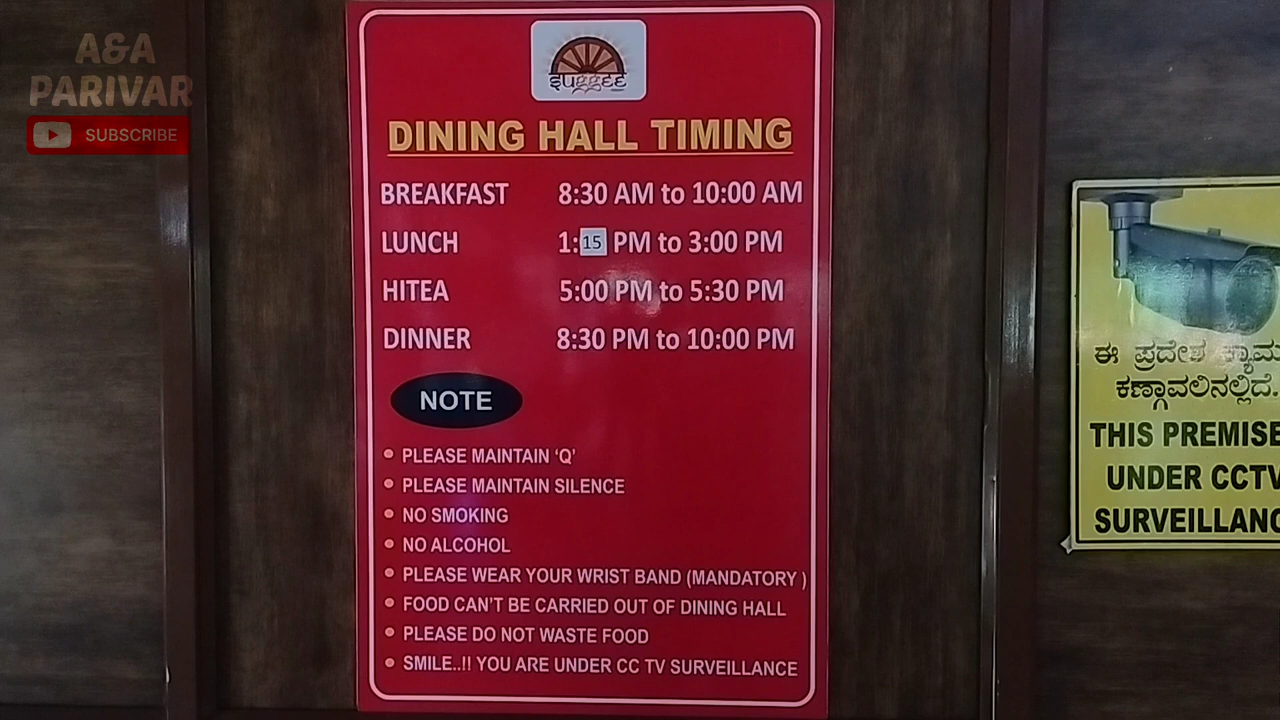 A&A
PARIVAR
SUBSCRIBE
suggee
DINING HALL TIMING
BREAKFAST 8:30 AM to 10:00 AM
LUNCH 1:15 PM to 3:00 PM
HITEA 5:00 PM to 5:30 PM
DINNER 8:30 PM to 10:00 PM
NOTE
PLEASE MAINTAIN ‘Q’
PLEASE MAINTAIN SILENCE
NO SMOKING
NO ALCOHOL
PLEASE WEAR YOUR WRIST BAND (MANDATORY )
FOOD CAN’T BE CARRIED OUT OF DINING HALL
PLEASE DO NOT WASTE FOOD
SMILE..!! YOU ARE UNDER CC TV SURVEILLANCE
ಈ ಪ್ರದೇಶ
ಕಣ್ಗಾವಲಿನಲ್ಲಿದೆ.
THIS PREMISE
UNDER CCTV
SURVEILLANC